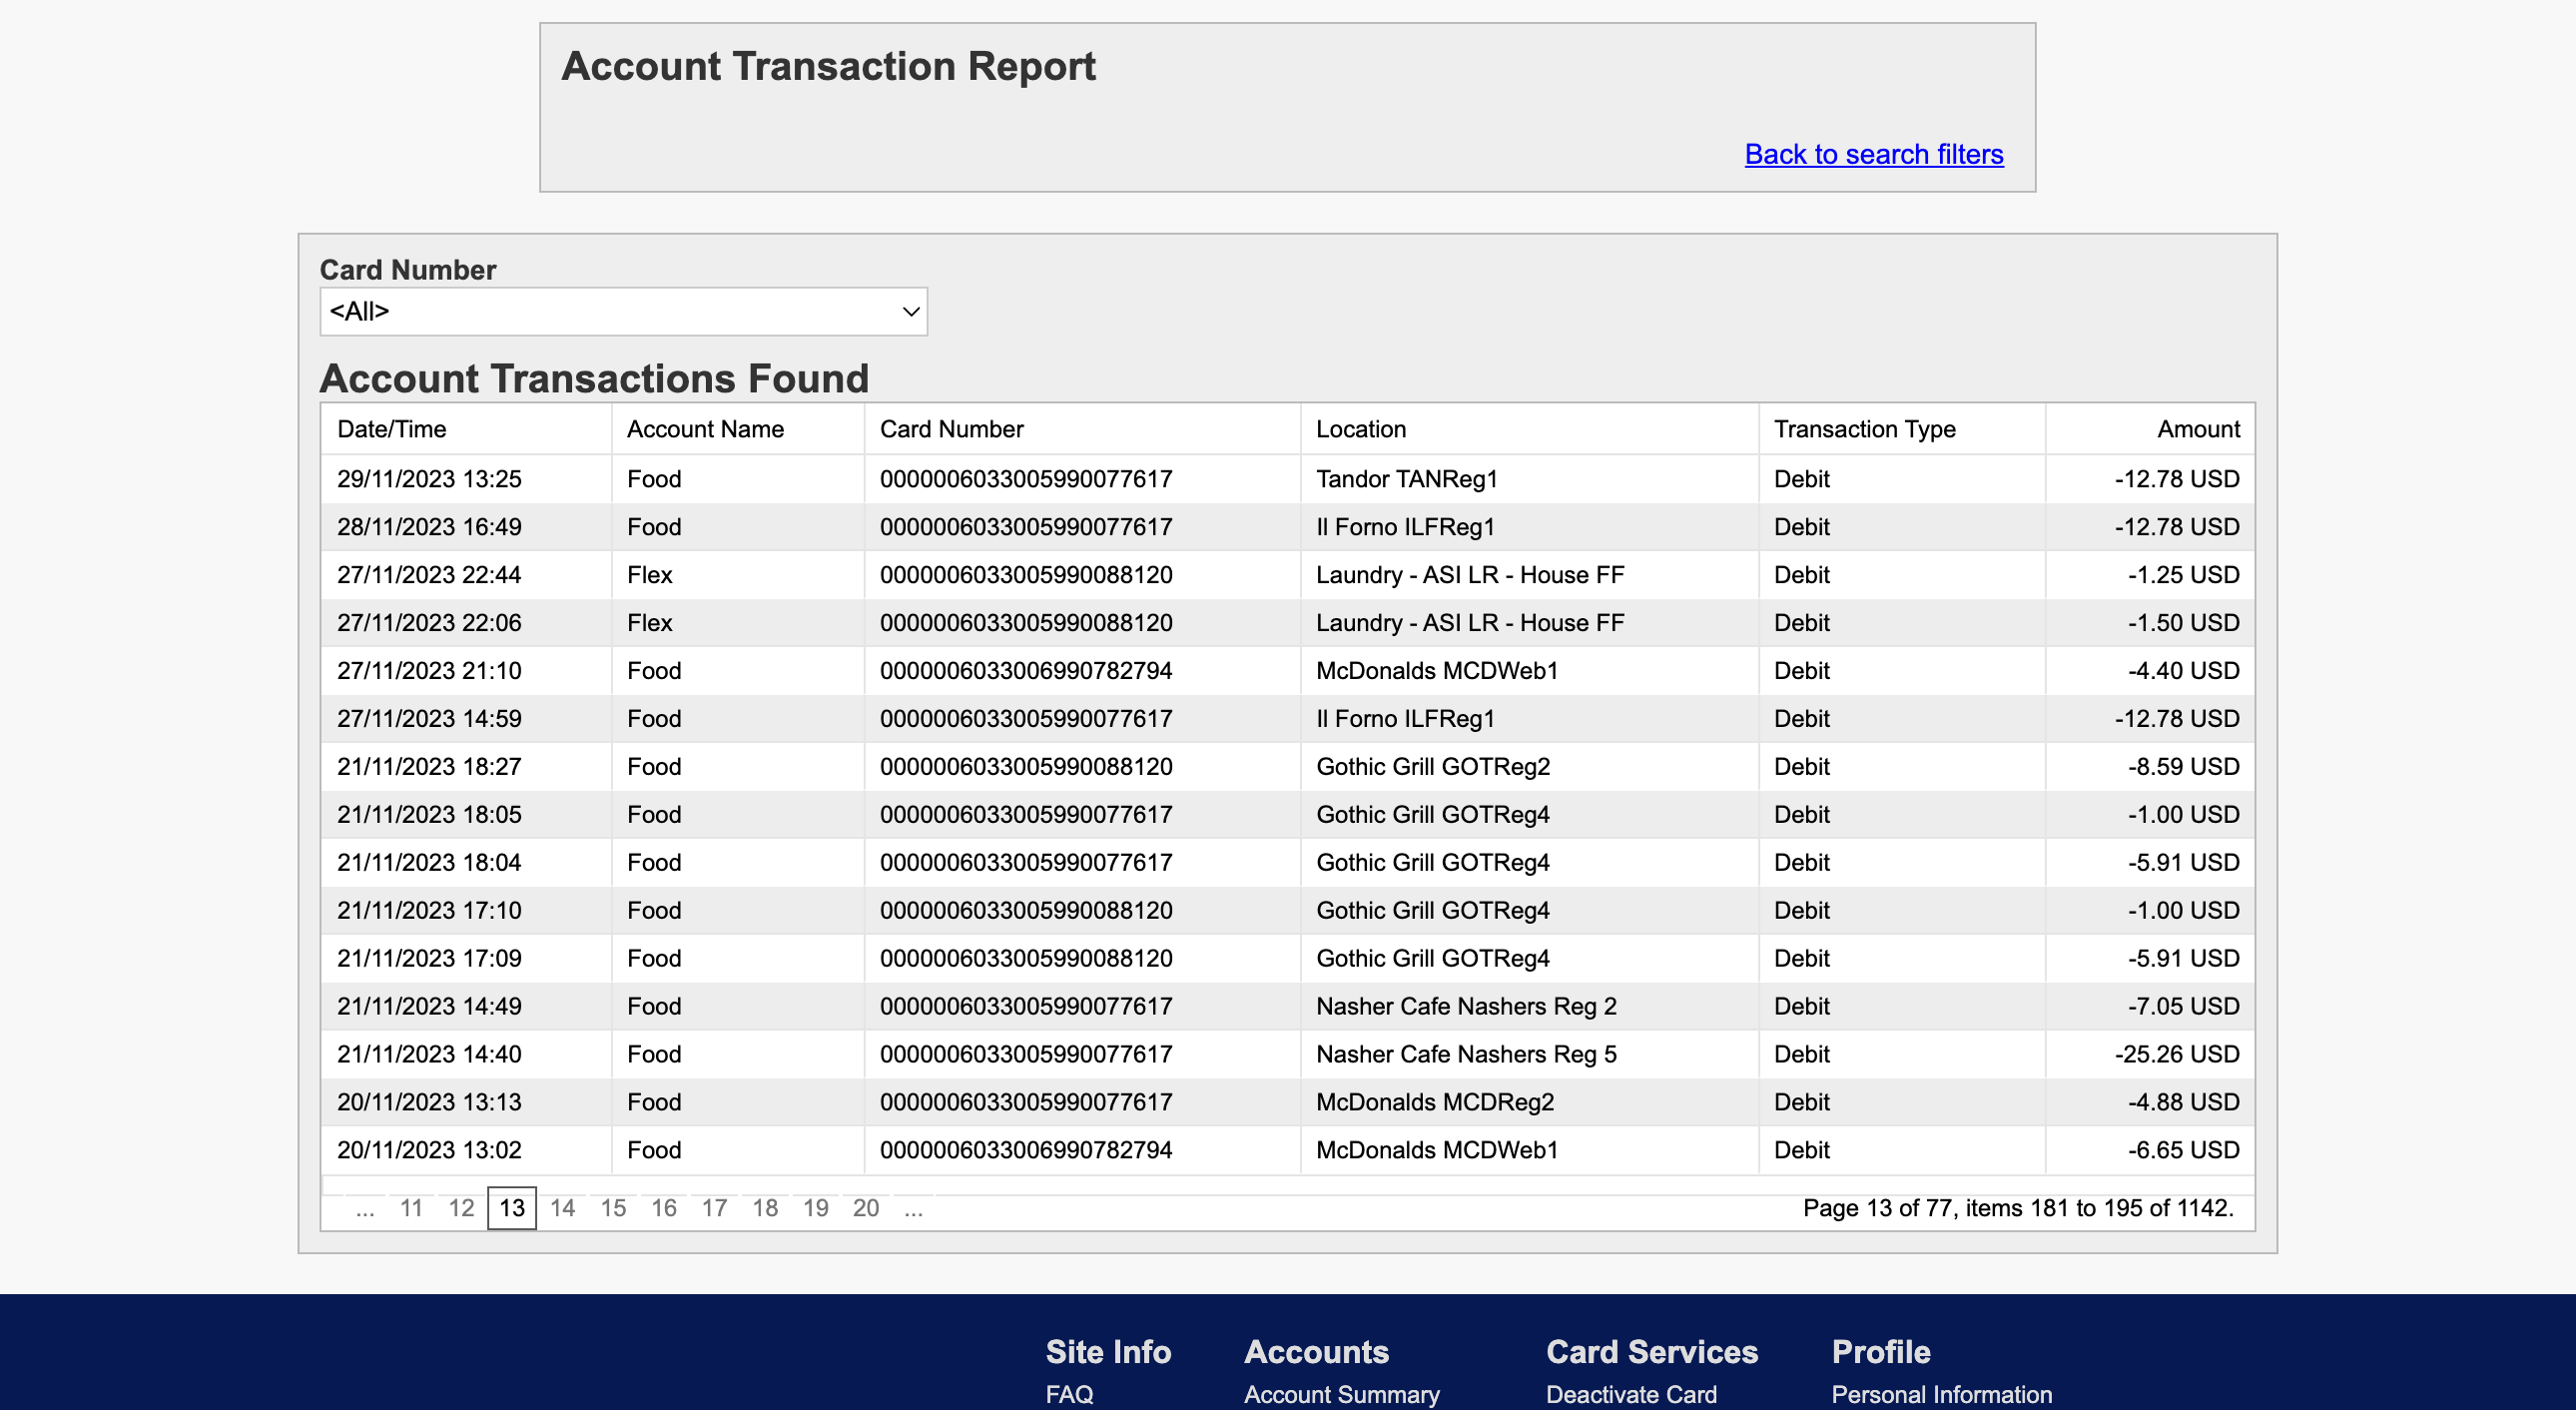 Account Transaction Report
Back to search filters
Card Number
<All>
Account Transactions Found
Date/Time Account Name Card Number Location Transaction Type Amount
29/11/2023 13:25 Food 0000006033005990077617 Tandor TANReg1 Debit -12.78 USD
28/11/2023 16:49 Food 0000006033005990077617 Il Forno ILFReg1 Debit -12.78 USD
27/11/2023 22:44 Flex 0000006033005990088120 Laundry - ASI LR - House FF Debit -1.25 USD
27/11/2023 22:06 Flex 0000006033005990088120 Laundry - ASI LR - House FF Debit -1.50 USD
27/11/2023 21:10 Food 0000006033006990782794 McDonalds MCDWeb1 Debit -4.40 USD
27/11/2023 14:59 Food 0000006033005990077617 Il Forno ILFReg1 Debit -12.78 USD
21/11/2023 18:27 Food 0000006033005990088120 Gothic Grill GOTReg2 Debit -8.59 USD
21/11/2023 18:05 Food 0000006033005990077617 Gothic Grill GOTReg4 Debit -1.00 USD
21/11/2023 18:04 Food 0000006033005990077617 Gothic Grill GOTReg4 Debit -5.91 USD
21/11/2023 17:10 Food 0000006033005990088120 Gothic Grill GOTReg4 Debit -1.00 USD
21/11/2023 17:09 Food 0000006033005990088120 Gothic Grill GOTReg4 Debit -5.91 USD
21/11/2023 14:49 Food 0000006033005990077617 Nasher Cafe Nashers Reg 2 Debit -7.05 USD
21/11/2023 14:40 Food 0000006033005990077617 Nasher Cafe Nashers Reg 5 Debit -25.26 USD
20/11/2023 13:13 Food 0000006033005990077617 McDonalds MCDReg2 Debit -4.88 USD
20/11/2023 13:02 Food 0000006033006990782794 McDonalds MCDWeb1 Debit -6.65 USD
... 11 12 13 14 15 16 17 18 19 20 ... Page 13 of 77, items 181 to 195 of 1142.
Site Info Accounts Card Services Profile
FAQ Account Summary Deactivate Card Personal Information